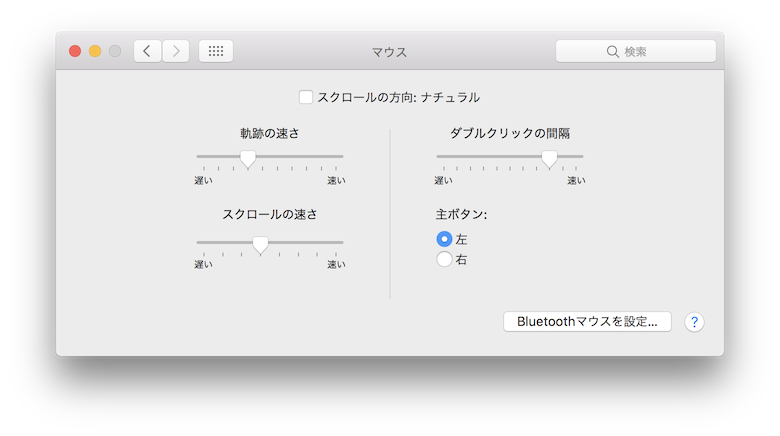 マウス
検索
スクロールの方向: ナチュラル
軌跡の速さ
遅い
速い
スクロールの速さ
遅い
速い
ダブルクリックの間隔
遅い
速い
主ボタン:
左
右
Bluetoothマウスを設定...
?